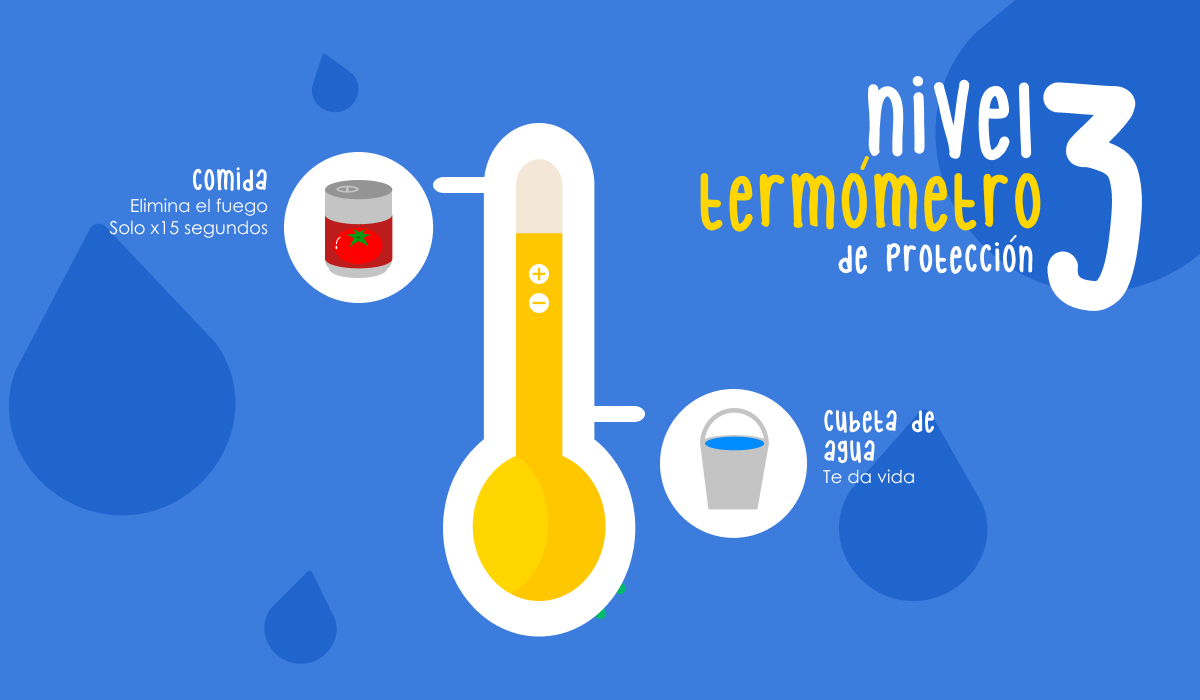 nivel 3
termómetro
de Protección
comida
Elimina el fuego
Solo x15 segundos
cubeta de
agua
Te da vida